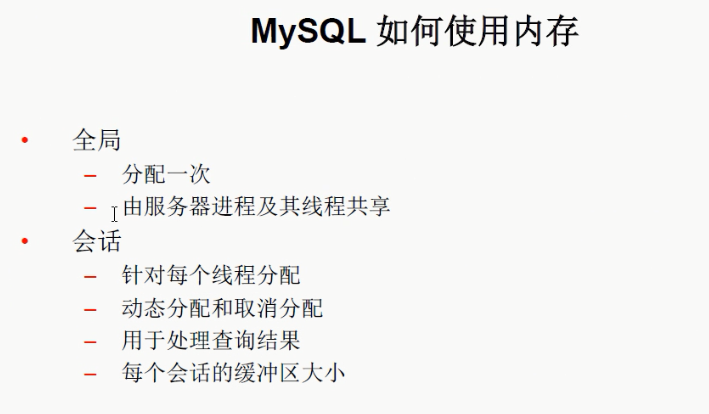 MySQL 如何使用内存
• 全局
– 分配一次
– 由服务器进程及其线程共享
• 会话
– 针对每个线程分配
– 动态分配和取消分配
– 用于处理查询结果
– 每个会话的缓冲区大小